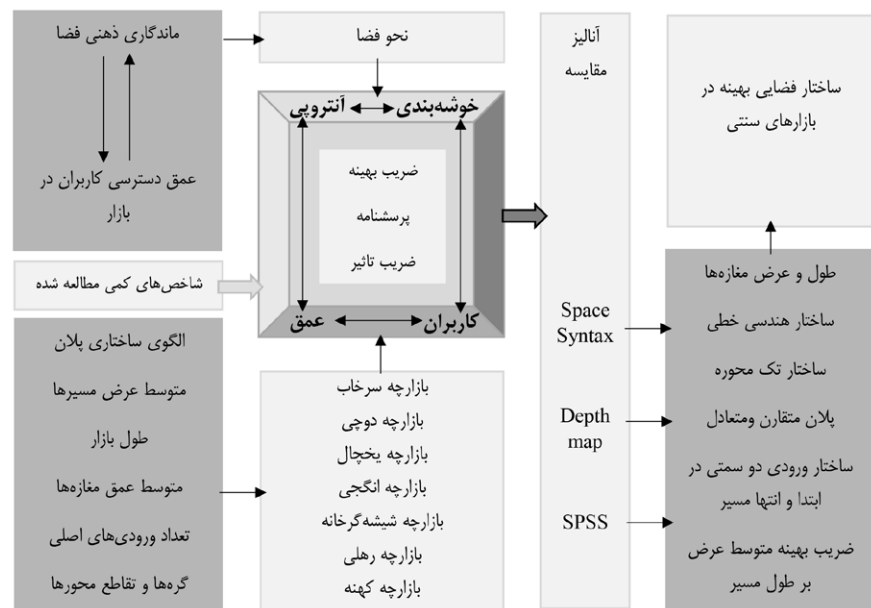 ماندگاری ذهنی فضا
عمق دسترسی کاربران در
بازار
شاخص‌های کمی مطالعه شده
الگوی ساختاری پلان
متوسط عرض مسیرها
طول بازار
متوسط عمق مغازه‌ها
تعداد ورودی‌های اصلی
گره‌ها و تقاطع محورها
نحو فضا
آنتروپی
خوشه‌بندی
ضریب بهینه
پرسشنامه
ضریب تاثیر
عمق
کاربران
بازارچه سرخاب
بازارچه دوچی
بازارچه یخچال
بازارچه انگجی
بازارچه شیشه‌گرخانه
بازارچه رهلی
بازارچه کهنه
آنالیز
مقایسه
Space
Syntax
Depth
map
SPSS
ساختار فضایی بهینه در
بازارهای سنتی
طول و عرض مغازه‌ها
ساختار هندسی خطی
ساختار تک محوره
پلان متقارن ومتعادل
ساختار ورودی دو سمتی در
ابتدا و انتها مسیر
ضریب بهینه متوسط عرض
بر طول مسیر